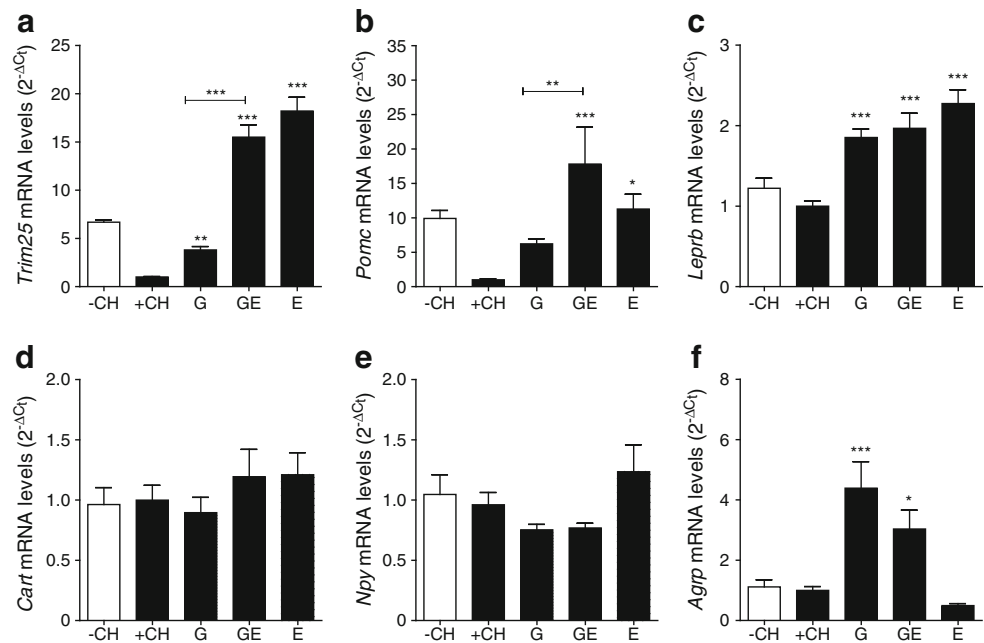 a
Trim25 mRNA levels (2-ΔCt)
25
20
15
10
5
0
***
**
***
***
-CH +CH G GE E
b
Pomc mRNA levels (2-ΔCt)
35
30
25
20
15
10
5
0
**
***
*
-CH +CH G GE E
c
Leprb mRNA levels (2-ΔCt)
3
2
1
0
***
***
***
-CH +CH G GE E
d
Cart mRNA levels (2-ΔCt)
2.0
1.5
1.0
0.5
0
-CH +CH G GE E
e
Npy mRNA levels (2-ΔCt)
2.0
1.5
1.0
0.5
0
-CH +CH G GE E
f
Agrp mRNA levels (2-ΔCt)
8
6
4
2
0
***
*
-CH +CH G GE E